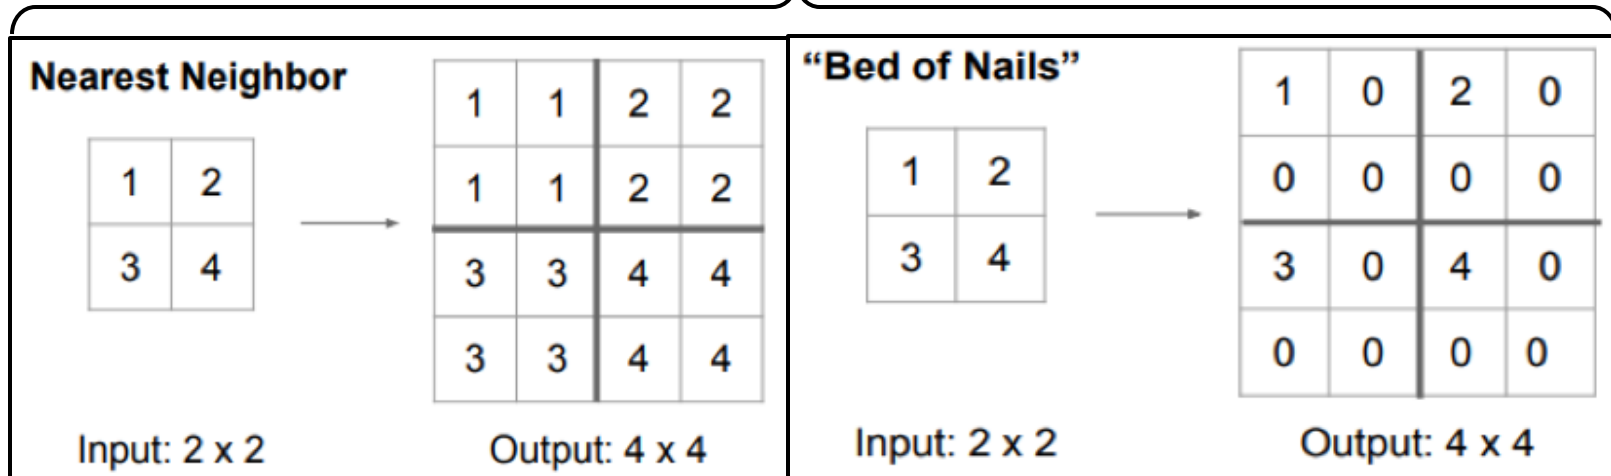 Nearest Neighbor
1 2
3 4
1 1 2 2
1 1 2 2
3 3 4 4
3 3 4 4
Input: 2 x 2
Output: 4 x 4
“Bed of Nails”
1 2
3 4
1 0 2 0
0 0 0 0
3 0 4 0
0 0 0 0
Input: 2 x 2
Output: 4 x 4